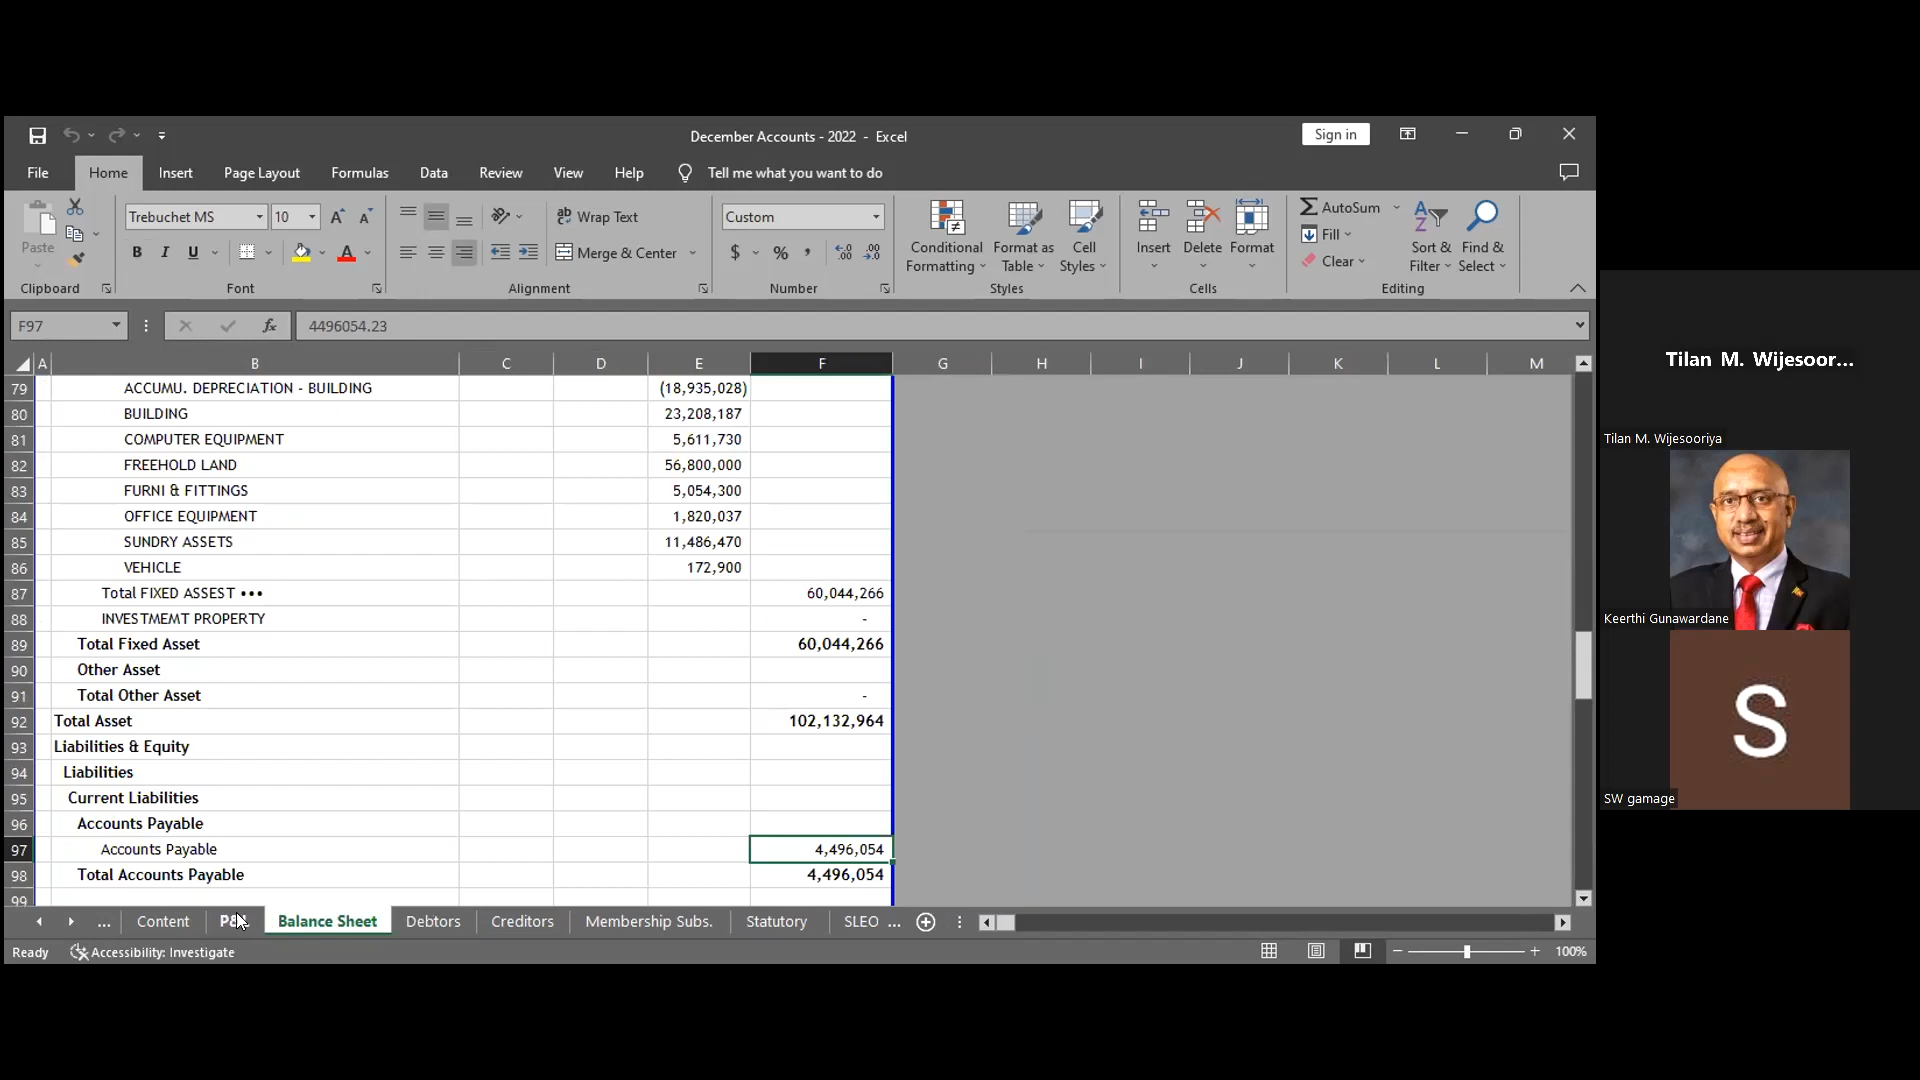 December Accounts - 2022 - Excel
Sign in
File Home Insert Page Layout Formulas Data Review View Help Tell me what you want to do
Paste
Clipboard
Trebuchet MS 10
B I U A
Font
Wrap Text
Merge & Center
Alignment
Custom
$ % ,
Number
Conditional Formatting
Format as Table
Cell Styles
Styles
Insert Delete Format
Cells
AutoSum
Fill
Clear
Sort & Filter
Find & Select
Editing
F97 fx 4496054.23
A B C D E F G H I J K L M
79 ACCUMU. DEPRECIATION - BUILDING (18,935,028)
80 BUILDING 23,208,187
81 COMPUTER EQUIPMENT 5,611,730
82 FREEHOLD LAND 56,800,000
83 FURNI & FITTINGS 5,054,300
84 OFFICE EQUIPMENT 1,820,037
85 SUNDRY ASSETS 11,486,470
86 VEHICLE 172,900
87 Total FIXED ASSEST ••• 60,044,266
88 INVESTMEMT PROPERTY -
89 Total Fixed Asset 60,044,266
90 Other Asset
91 Total Other Asset -
92 Total Asset 102,132,964
93 Liabilities & Equity
94 Liabilities
95 Current Liabilities
96 Accounts Payable
97 Accounts Payable 4,496,054
98 Total Accounts Payable 4,496,054
99
... Content Balance Sheet Debtors Creditors Membership Subs. Statutory SLEO ...
Ready Accessibility: Investigate 100%
Tilan M. Wijesoor...
Tilan M. Wijesooriya
Keerthi Gunawardane
S
SW gamage